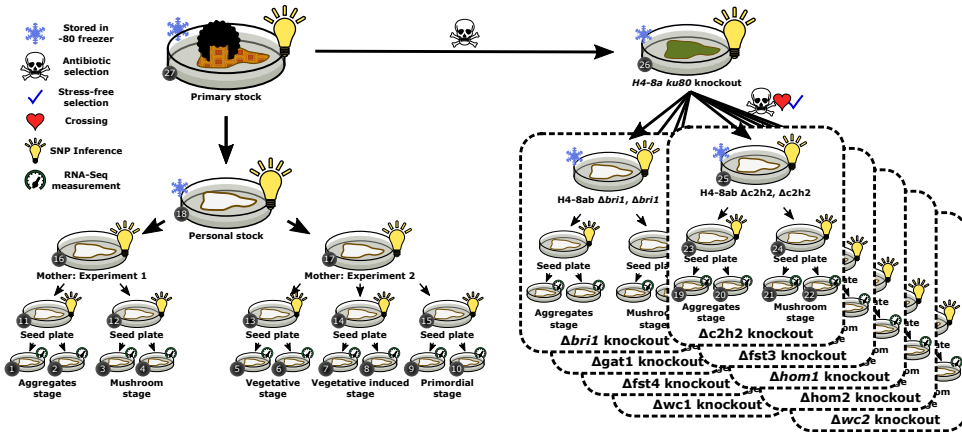 Stored in
-80 freezer
Antibiotic
selection
Stress-free
selection
Crossing
SNP Inference
RNA-Seq
measurement
27
Primary stock
26
H4-8a ku80 knockout
18
Personal stock
16
Mother: Experiment 1
17
Mother: Experiment 2
11
Seed plate
12
Seed plate
13
Seed plate
14
Seed plate
15
Seed plate
1
2
3
4
5
6
7
8
9
10
Aggregates
stage
Mushroom
stage
Vegetative
stage
Vegetative induced
stage
Primordial
stage
H4-8ab Δbri1, Δbri1
Seed plate
Seed plate
Aggregates
stage
Mushroom
stage
Δbri1 knockout
25
H4-8ab Δc2h2, Δc2h2
23
24
Seed plate
Seed plate
19
20
21
22
Aggregates
stage
Mushroom
stage
Δc2h2 knockout
Δgat1 knockout
Δfst3 knockout
Δfst4 knockout
Δhom1 knockout
Δwc1 knockout
Δhom2 knockout
Δwc2 knockout